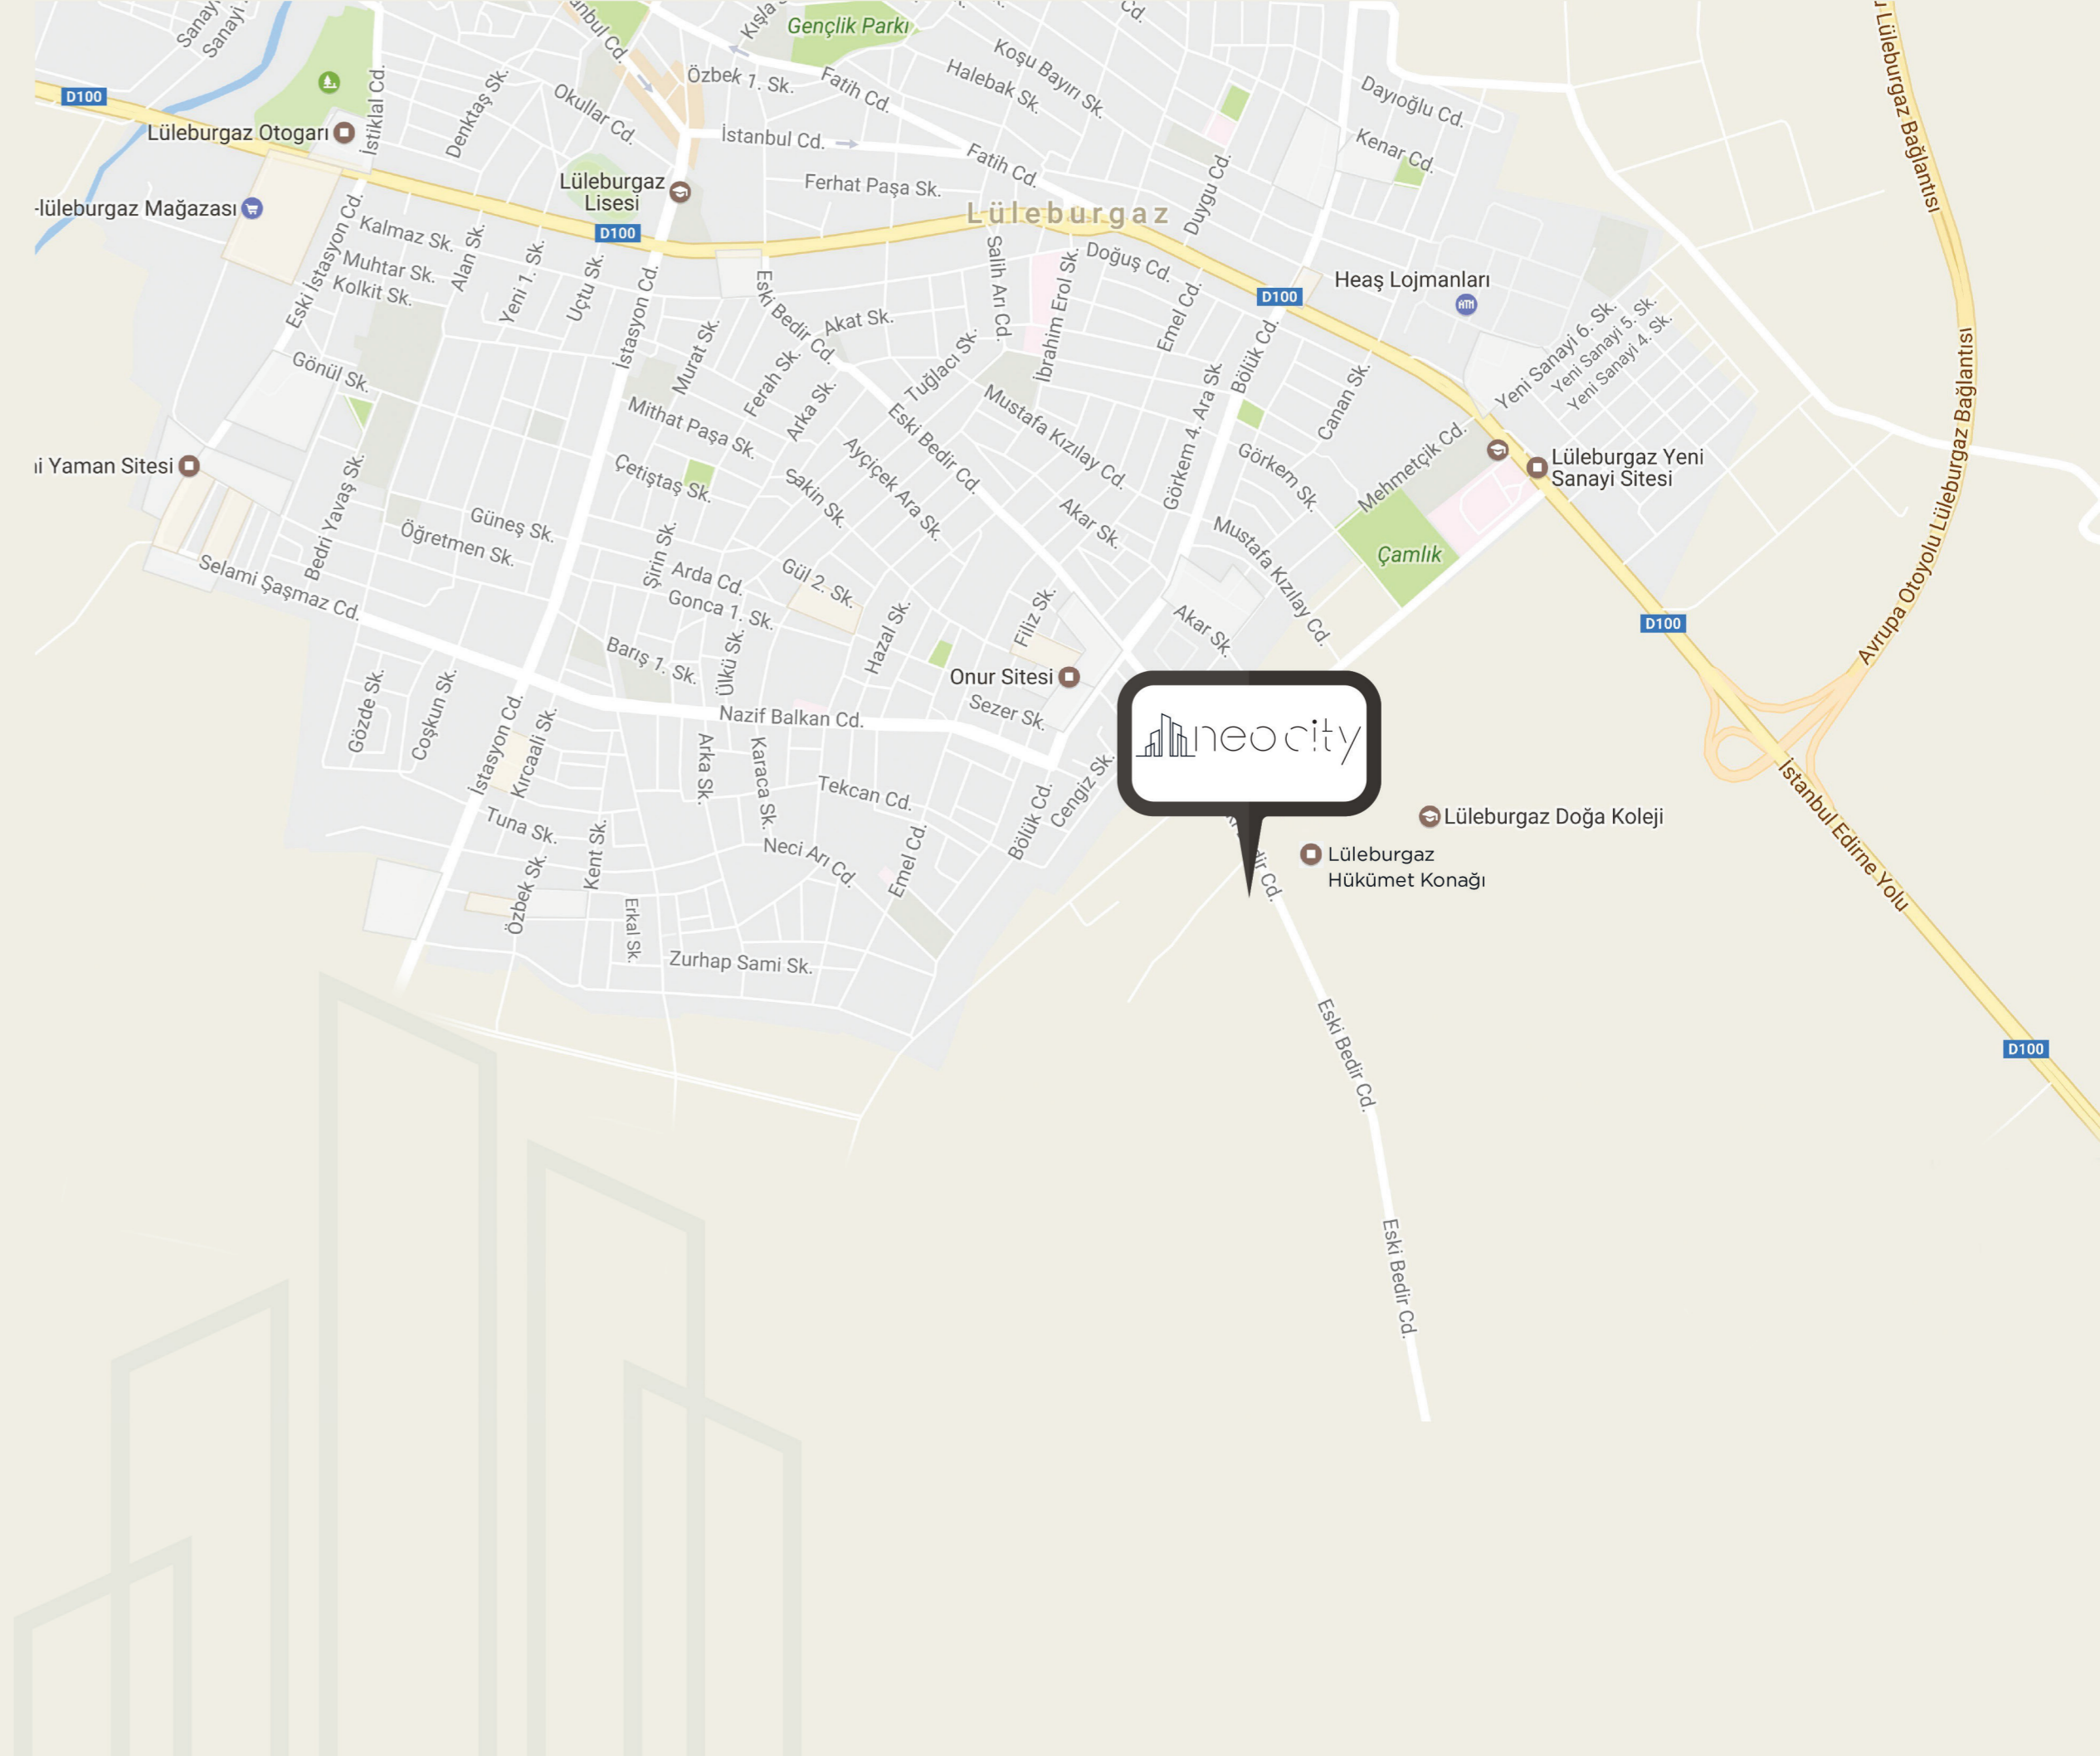 Sanayi
Sanayi
İstanbul Cd.
Kışla
Gençlik Parkı
Cd.
Koşu Bayırı Sk.
Halebak Sk.
Özbek 1. Sk.
Fatih Cd.
Dayıoğlu Cd.
Kenar Cd.
Lüleburgaz Bağlantısı
D100
Lüleburgaz Otogarı
İstiklal Cd.
Denktaş Sk.
Okullar Cd.
İstanbul Cd.
Fatih Cd.
Ferhat Paşa Sk.
Duygu Cd.
Lüleburgaz
Lisesi
-lüleburgaz Mağazası
Lüleburgaz
D100
Kalmaz Sk.
Muhtar Sk.
Kolkit Sk.
Eski İstasyon Cd.
Alan Sk.
Yeni 1. Sk.
Uçtu Sk.
İstasyon Cd.
Eski Bedir Cd.
Salih Arı Cd.
İbrahim Erol Sk.
Doğuş Cd.
Emel Cd.
D100
Heaş Lojmanları
ATM
Yeni Sanayi 6. Sk.
Yeni Sanayi 5. Sk.
Yeni Sanayi 4. Sk.
Gönül Sk.
Murat Sk.
Akat Sk.
Ferah Sk.
Arka Sk.
Tuğlacı Sk.
Eski Bedir Cd.
Mustafa Kızılay Cd.
Görkem 4. Ara Sk.
Bölük Cd.
Canan Sk.
Görkem Sk.
Mehmetçik Cd.
Lüleburgaz Yeni
Sanayi Sitesi
Avrupa Otoyolu Lüleburgaz Bağlantısı
Mithat Paşa Sk.
Çetiştaş Sk.
Sakin Sk.
Ayçiçek Ara Sk.
Akar Sk.
Mustafa Kızılay Cd.
Çamlık
Yaman Sitesi
Bedri Yavaş Sk.
Güneş Sk.
Öğretmen Sk.
Selami Şaşmaz Cd.
Şirin Sk.
Arda Cd.
Gonca 1. Sk.
Gül 2. Sk.
Hazal Sk.
Filiz Sk.
Akar Sk.
D100
Barış 1. Sk.
Ülkü Sk.
Onur Sitesi
Sezer Sk.
Gözde Sk.
Coşkun Sk.
İstasyon Cd.
Kırcaali Sk.
Nazif Balkan Cd.
neocity
Arka Sk.
Karaca Sk.
Tekcan Cd.
Bölük Cd.
Cengiz Sk.
Tuna Sk.
Kent Sk.
Neci Arı Cd.
Emel Cd.
Lüleburgaz Doğa Koleji
Lüleburgaz
Hükümet Konağı
dir Cd.
İstanbul Edirne Yolu
Özbek Sk.
Erkal Sk.
Zurhap Sami Sk.
Eski Bedir Cd.
D100
Eski Bedir Cd.